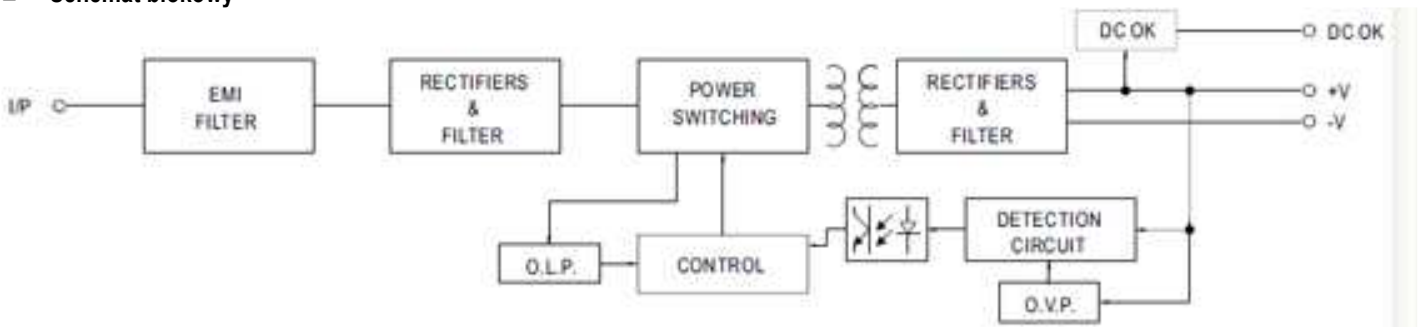 Schemat blokowy
DC OK
DC OK
I/P
EMI
FILTER
RECTIFIERS
&
FILTER
POWER
SWITCHING
RECTIFIERS
&
FILTER
+V
-V
O.L.P.
CONTROL
DETECTION
CIRCUIT
O.V.P.